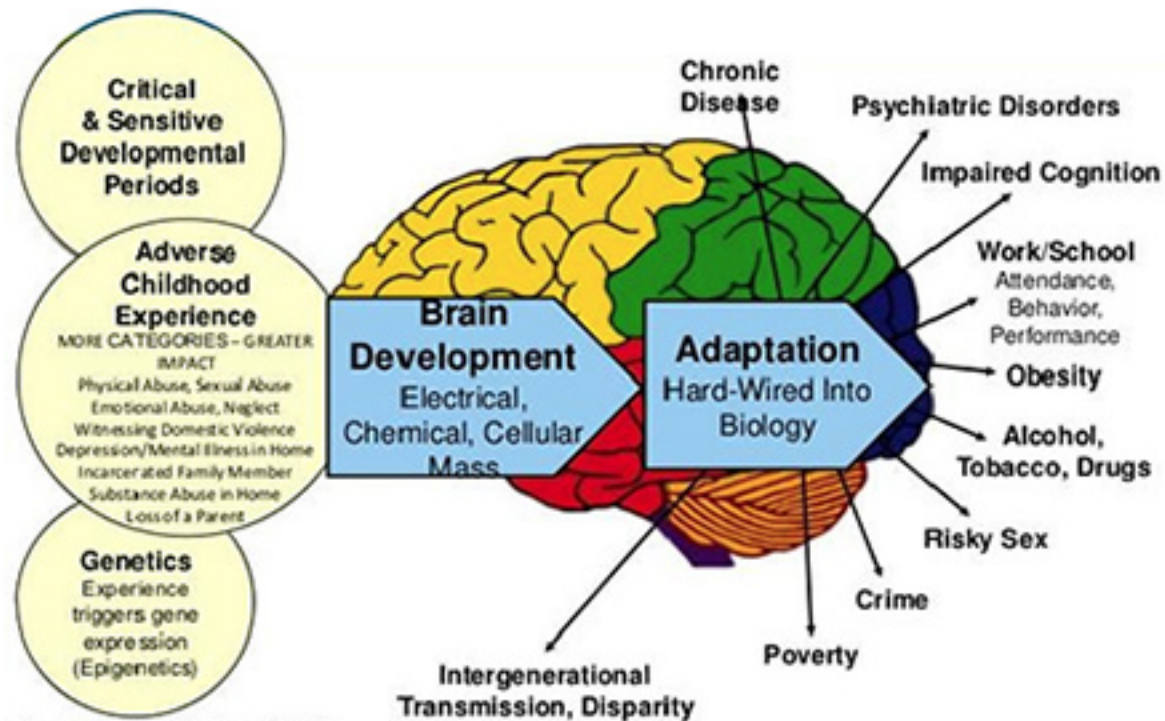 Critical
& Sensitive
Developmental
Periods
Adverse
Childhood
Experience
MORE CATEGORIES – GREATER
IMPACT
Physical Abuse, Sexual Abuse
Emotional Abuse, Neglect
Witnessing Domestic Violence
Depression/Mental Illness in Home
Incarcerated Family Member
Substance Abuse in Home
Loss of a Parent
Genetics
Experience
triggers gene
expression
(Epigenetics)
Brain
Development
Electrical,
Chemical, Cellular
Mass
Adaptation
Hard-Wired Into
Biology
Chronic
Disease
Psychiatric Disorders
Impaired Cognition
Work/School
Attendance,
Behavior,
Performance
Obesity
Alcohol,
Tobacco, Drugs
Risky Sex
Crime
Poverty
Intergenerational
Transmission, Disparity